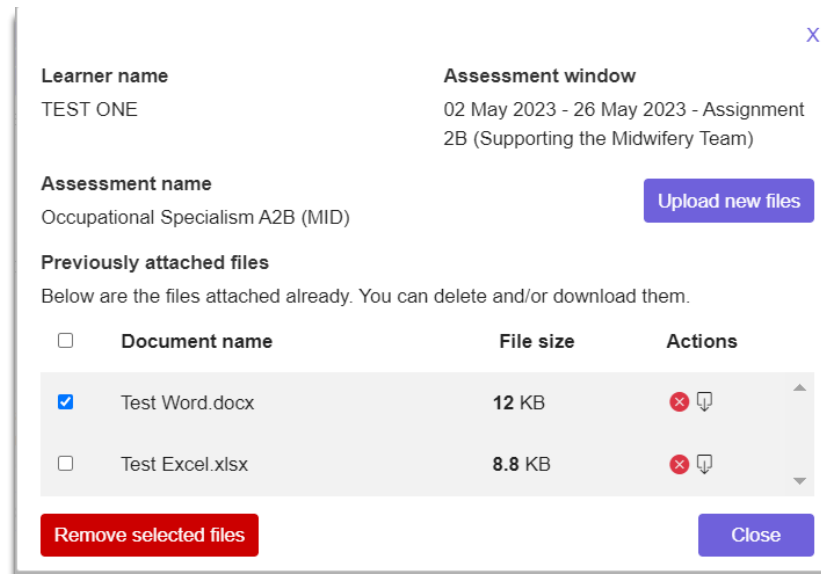 X
Learner name
Assessment window
TEST ONE
02 May 2023 - 26 May 2023 - Assignment
2B (Supporting the Midwifery Team)
Assessment name
Occupational Specialism A2B (MID)
Upload new files
Previously attached files
Below are the files attached already. You can delete and/or download them.
Document name File size Actions
Test Word.docx 12 KB
Test Excel.xlsx 8.8 KB
Remove selected files
Close